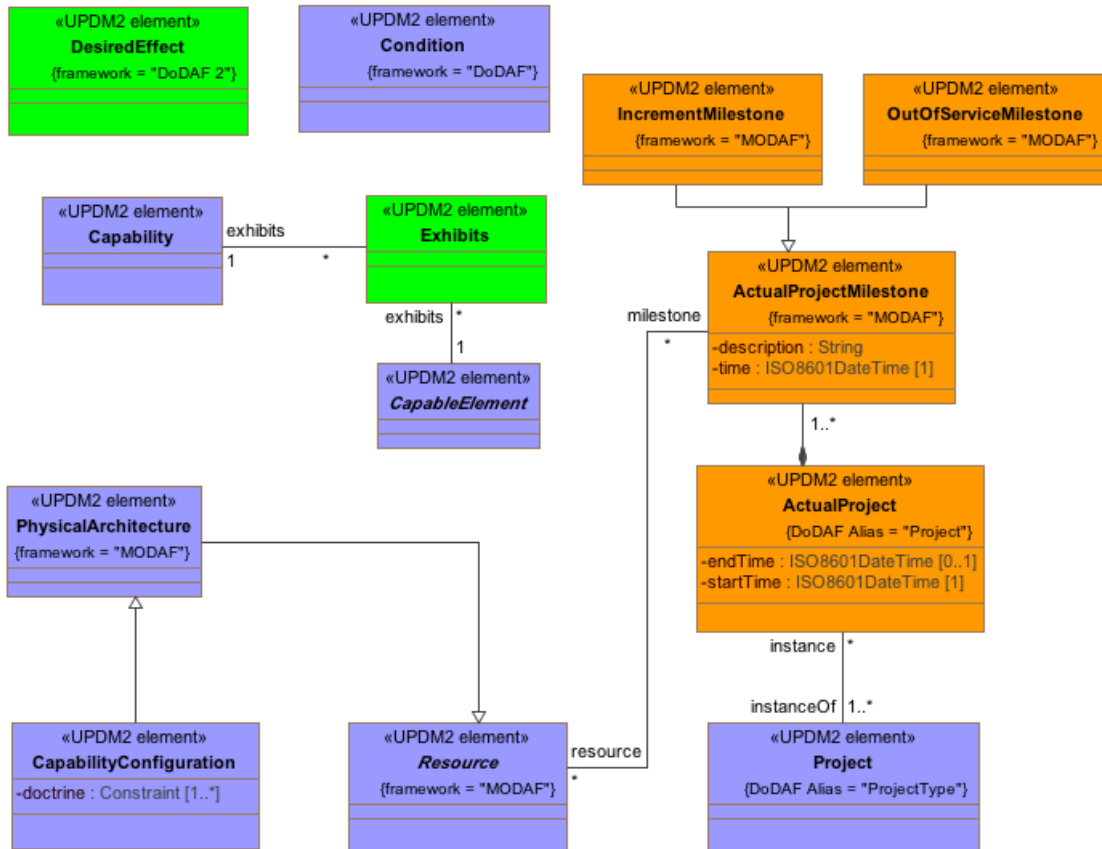 «UPDM2 element»
DesiredEffect
{framework = "DoDAF 2"}
«UPDM2 element»
Condition
{framework = "DoDAF"}
«UPDM2 element»
IncrementMilestone
{framework = "MODAF"}
«UPDM2 element»
OutOfServiceMilestone
{framework = "MODAF"}
«UPDM2 element»
Capability
exhibits
1
*
«UPDM2 element»
Exhibits
exhibits
*
1
«UPDM2 element»
CapableElement
«UPDM2 element»
ActualProjectMilestone
{framework = "MODAF"}
-description : String
-time : ISO8601DateTime [1]
milestone
*
1..*
«UPDM2 element»
ActualProject
{DoDAF Alias = "Project"}
-endTime : ISO8601DateTime [0..1]
-startTime : ISO8601DateTime [1]
instance
*
instanceOf
1..*
«UPDM2 element»
PhysicalArchitecture
{framework = "MODAF"}
«UPDM2 element»
CapabilityConfiguration
-doctrine : Constraint [1..*]
«UPDM2 element»
Resource
{framework = "MODAF"}
resource
*
«UPDM2 element»
Project
{DoDAF Alias = "ProjectType"}